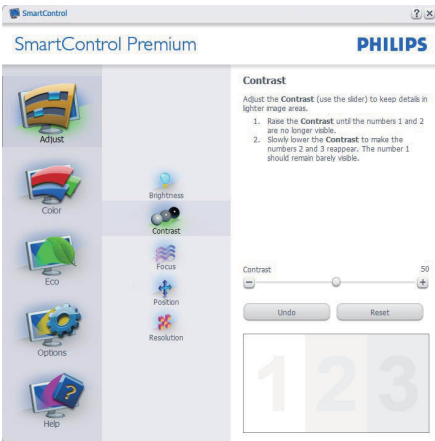 SmartControl
SmartControl Premium
PHILIPS
Adjust
Color
Eco
Options
Help
Brightness
Contrast
Focus
Position
Resolution
Contrast
Adjust the Contrast (use the slider) to keep details in
lighter image areas.
1. Raise the Contrast until the numbers 1 and 2
are no longer visible.
2. Slowly lower the Contrast to make the
numbers 2 and 3 reappear. The number 1
should remain barely visible.
Contrast 50
Undo Reset
1 2 3